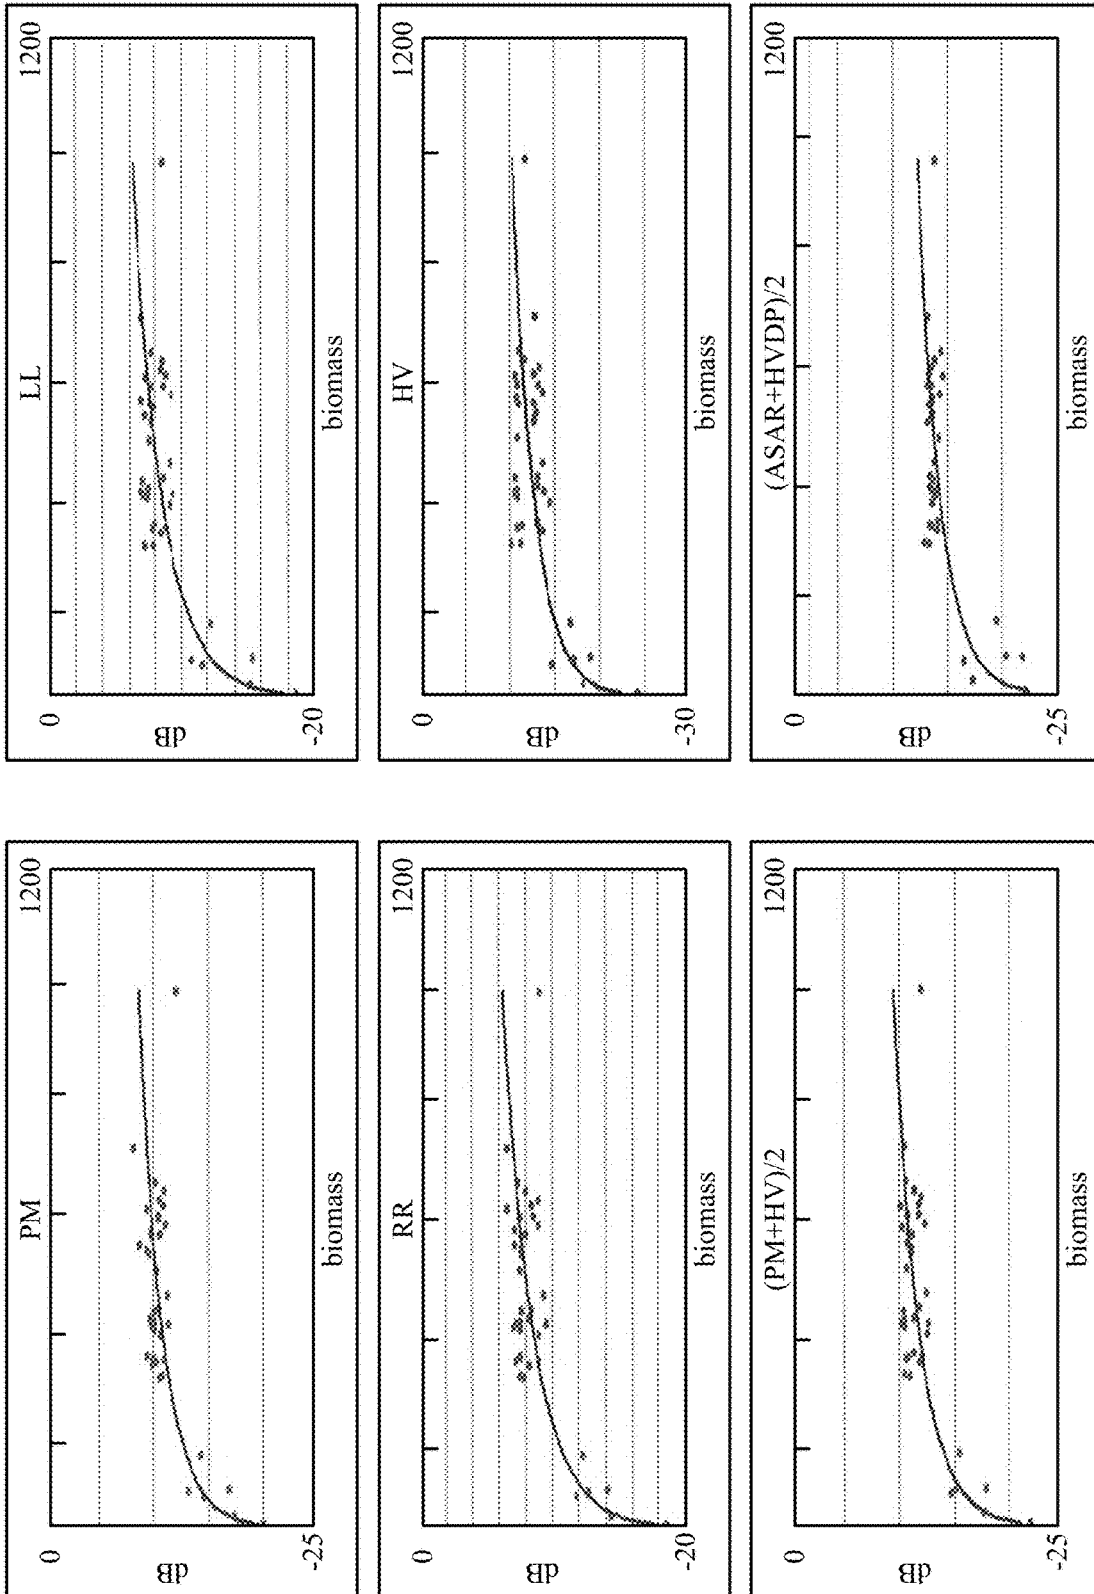 PM
0
1200
dB
-25
biomass
LL
0
1200
dB
-20
biomass
RR
0
1200
dB
-20
biomass
HV
0
1200
dB
-30
biomass
(PM+HV)/2
0
1200
dB
-25
biomass
(ASAR+HVDP)/2
0
1200
dB
-25
biomass